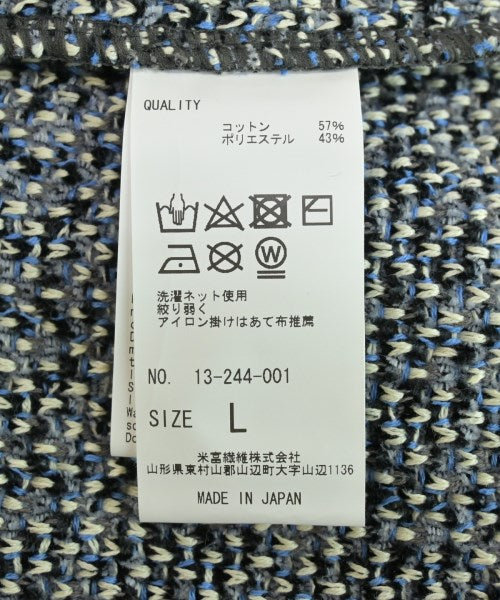 QUALITY
コットン 57%
ポリエステル 43%
W
洗濯ネット使用
絞り弱く
アイロン掛けはあて布推薦
NO. 13-244-001
SIZE L
米富繊維株式会社
山形県東村山郡山辺町大字山辺1136
MADE IN JAPAN